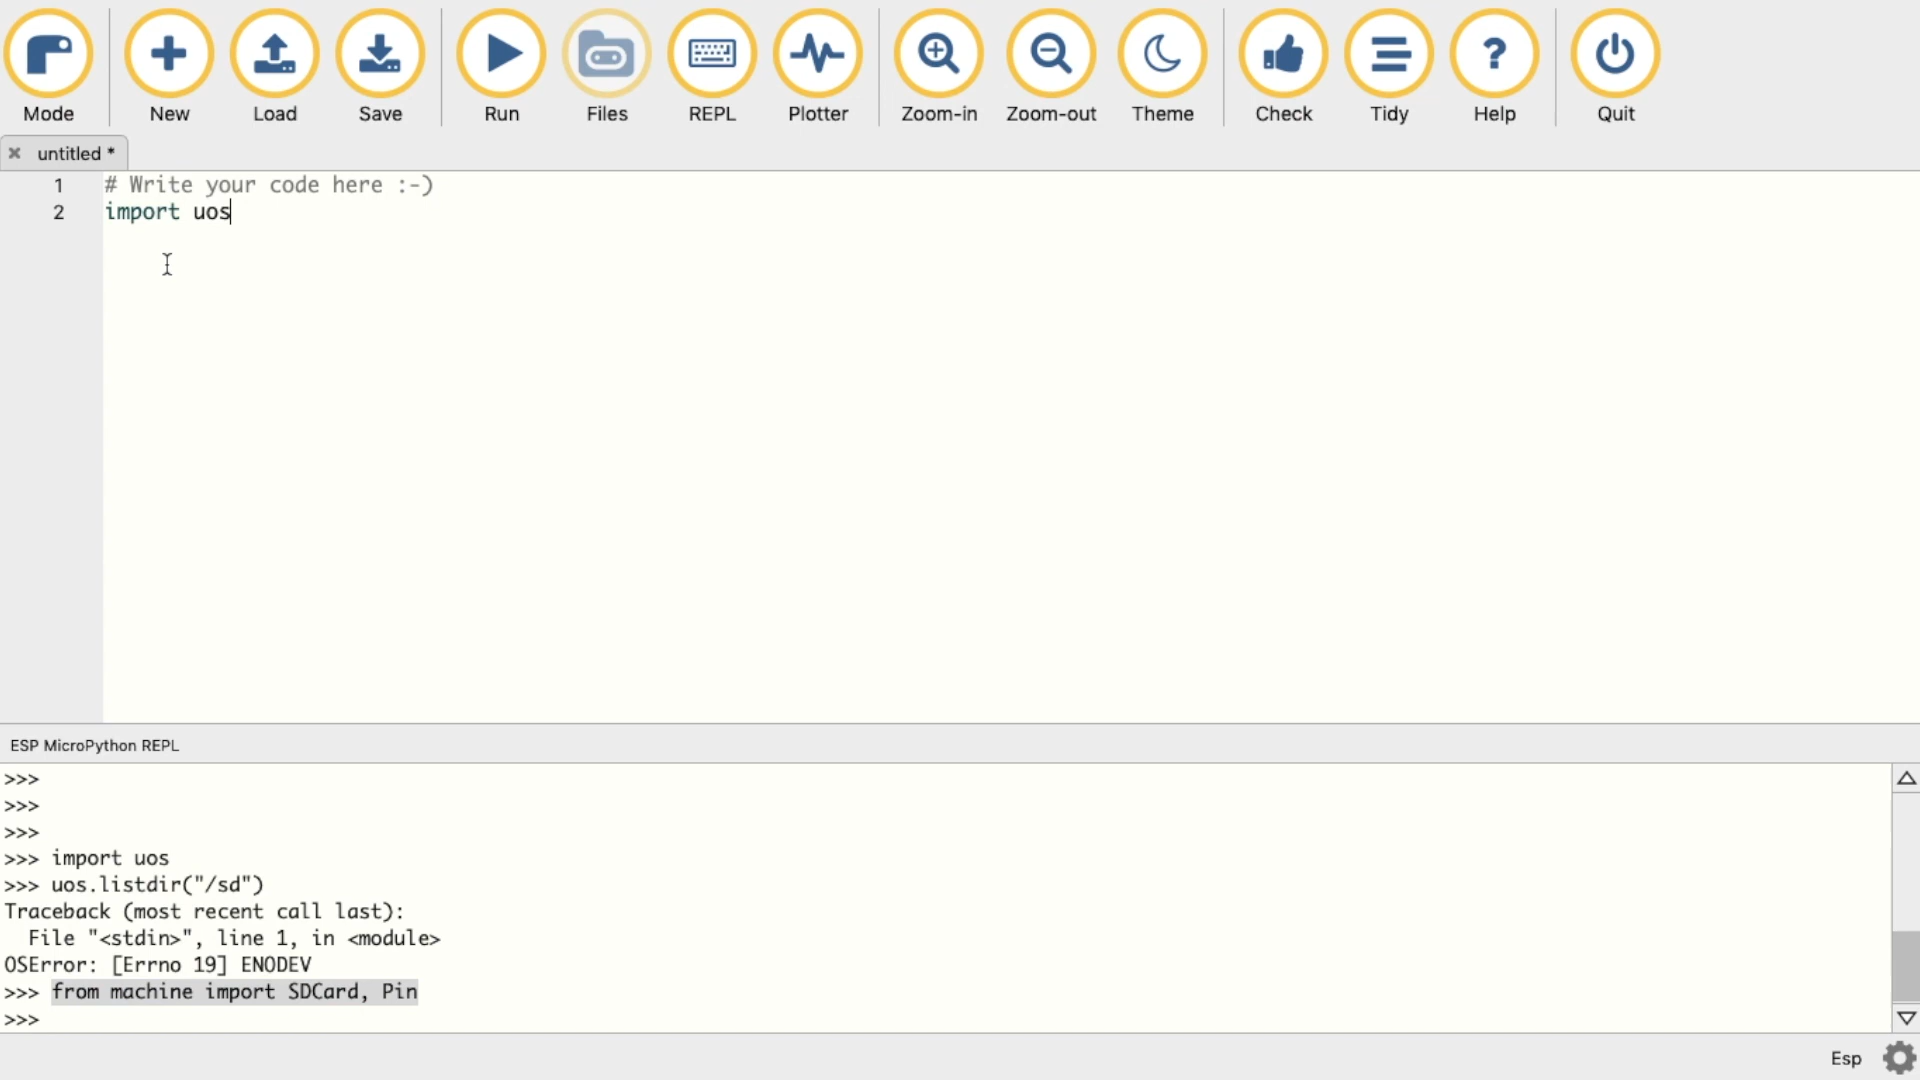 Mode New Load Save Run Files REPL Plotter Zoom-in Zoom-out Theme Check Tidy Help Quit
untitled *
1 # Write your code here :-)
2 import uos
ESP MicroPython REPL
>>>
>>>
>>>
>>> import uos
>>> uos.listdir("/sd")
Traceback (most recent call last):
  File "<stdin>", line 1, in <module>
OSError: [Errno 19] ENODEV
>>> from machine import SDCard, Pin
>>>
Esp